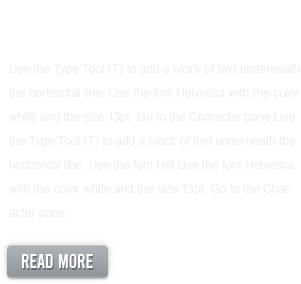 Use the Type Tool (T) to add a block of text underneath
the horizontal line. Use the font Helvetica with the color
white and the size 13pt. Go to the Character pane Use
the Type Tool (T) to add a block of text underneath the
horizontal line. Use the font Hel Use the font Helvetica
with the color white and the size 13pt. Go to the Char-
acter pane.
READ MORE